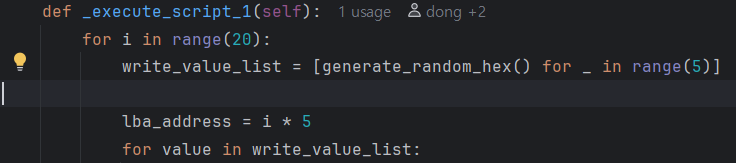 def _execute_script_1(self): 1 usage dong +2
for i in range(20):
write_value_list = [generate_random_hex() for _ in range(5)]
lba_address = i * 5
for value in write_value_list: